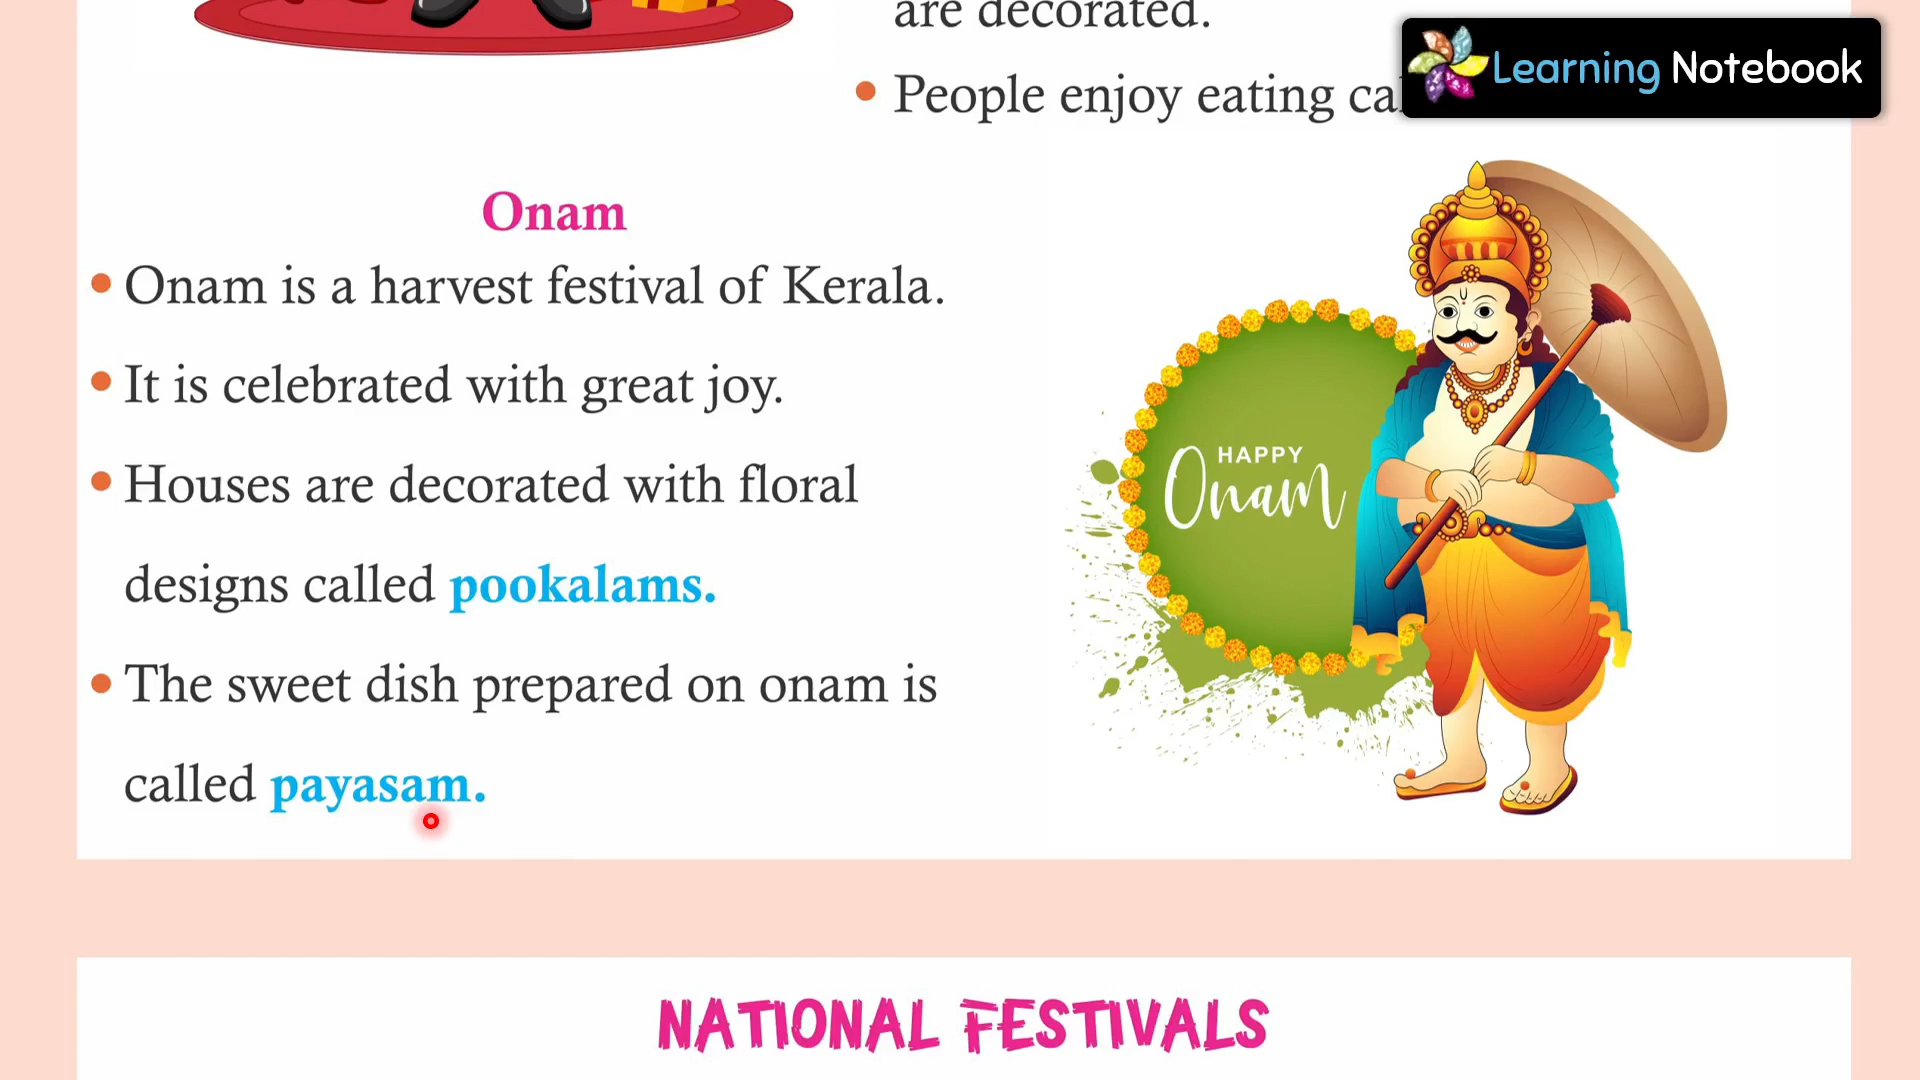 are decorated.
Learning Notebook
People enjoy eating
Onam
Onam is a harvest festival of Kerala.
It is celebrated with great joy.
Houses are decorated with floral
designs called pookalams.
The sweet dish prepared on onam is
called payasam.
HAPPY
Onam
NATIONAL FESTIVALS